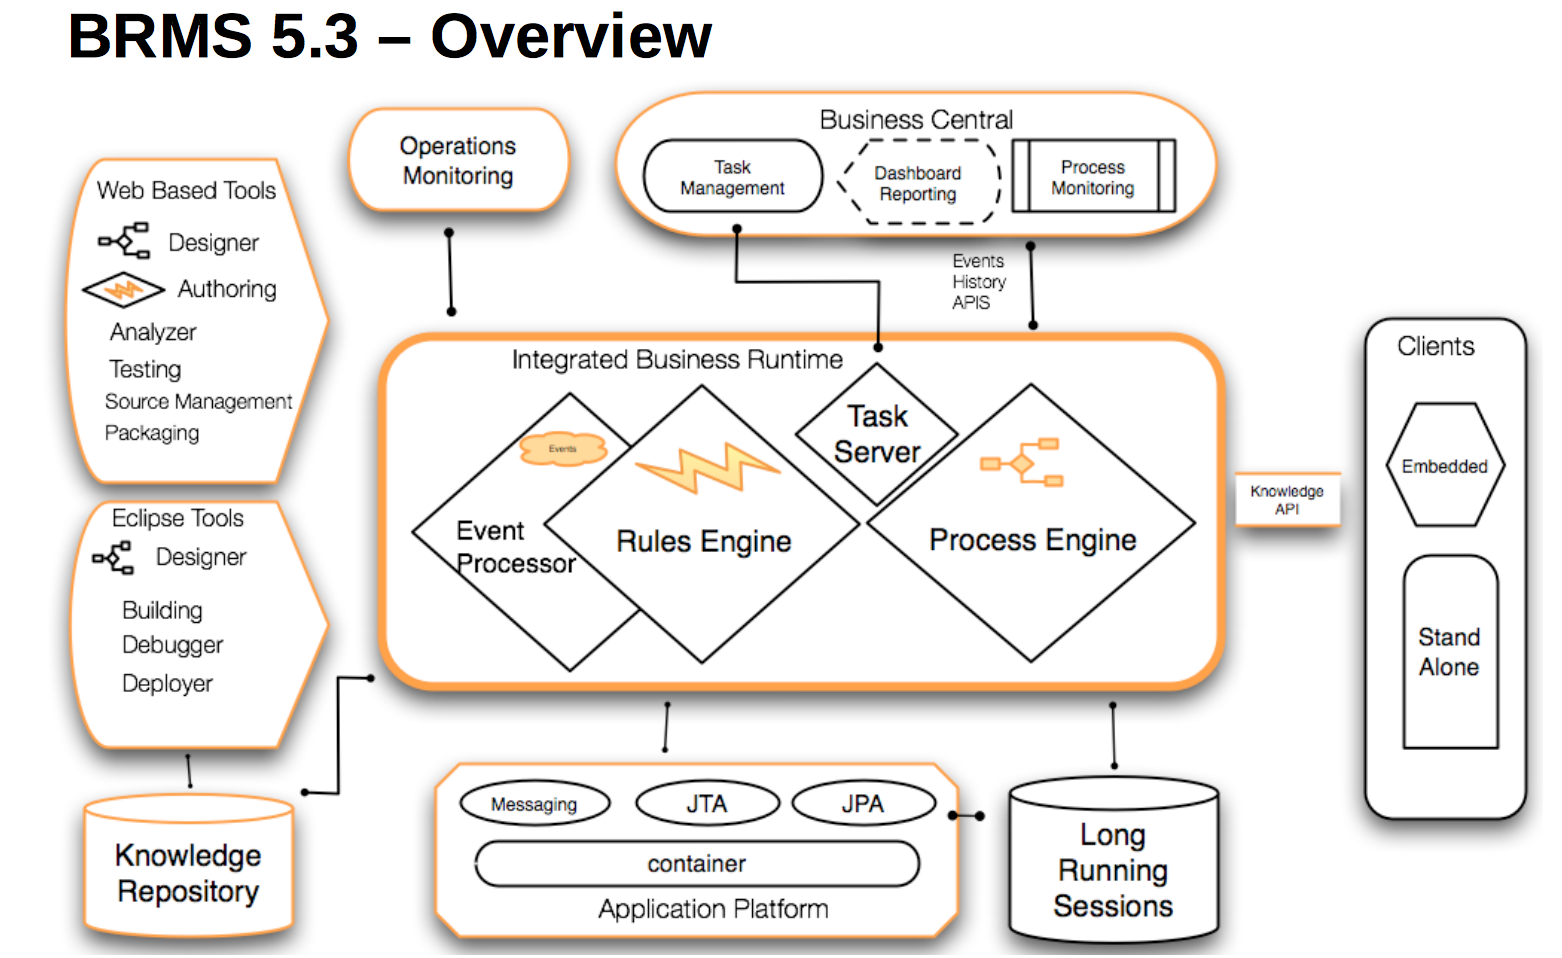 BRMS 5.3 – Overview
Operations
Monitoring
Business Central
Task
Management
Dashboard
Reporting
Process
Monitoring
Web Based Tools
Designer
Authoring
Analyzer
Testing
Source Management
Packaging
Events
History
APIS
Integrated Business Runtime
Events
Event
Processor
Rules Engine
Task
Server
Process Engine
Knowledge
API
Clients
Embedded
Stand
Alone
Eclipse Tools
Designer
Building
Debugger
Deployer
Knowledge
Repository
Messaging
JTA
JPA
container
Application Platform
Long
Running
Sessions